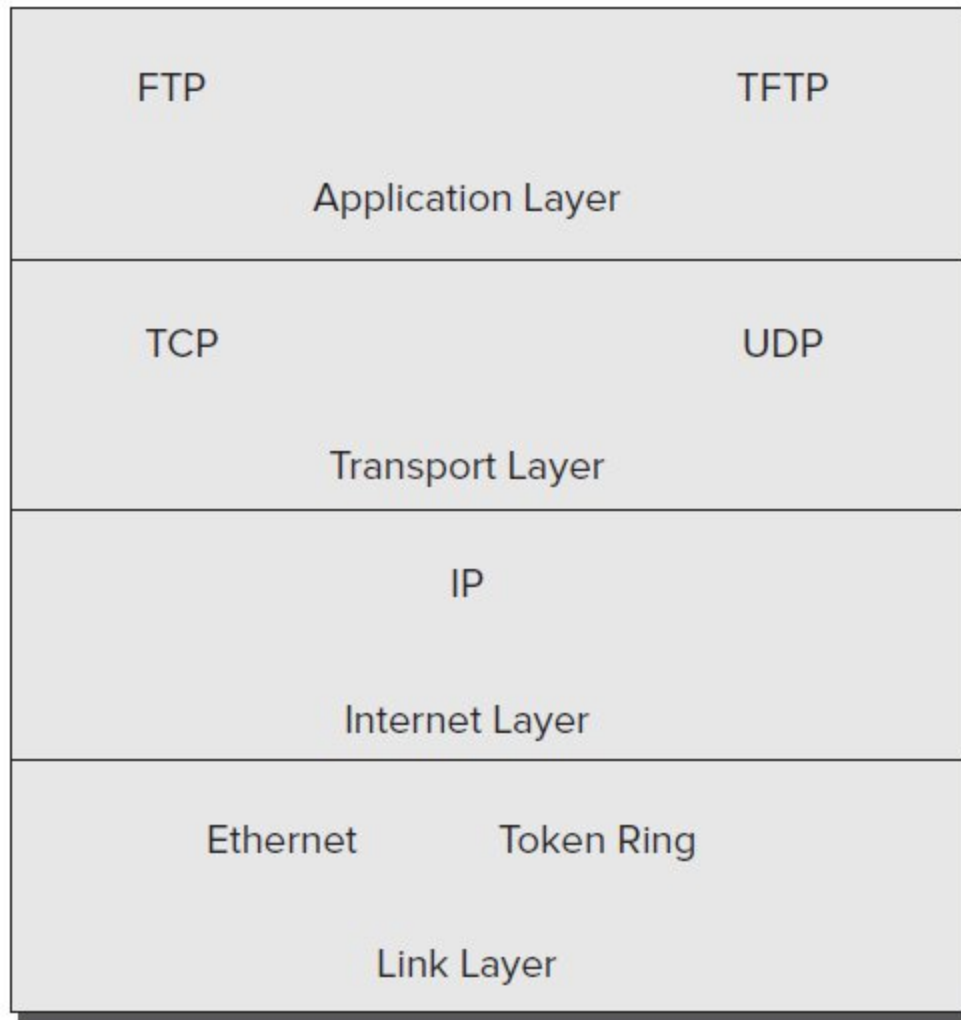 FTP TFTP
Application Layer
TCP UDP
Transport Layer
IP
Internet Layer
Ethernet Token Ring
Link Layer